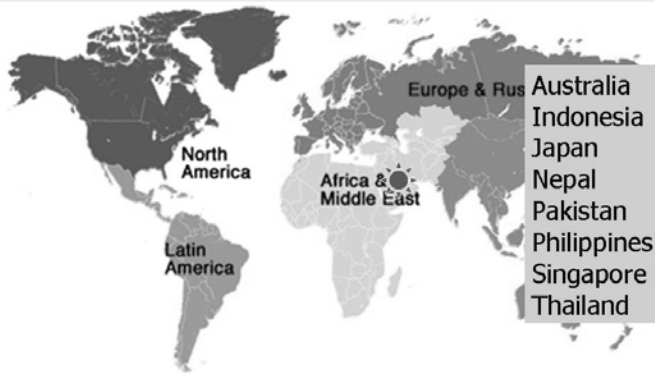 Europe & Rus
North
America
Africa &
Middle East
Latin
America
Australia
Indonesia
Japan
Nepal
Pakistan
Philippines
Singapore
Thailand